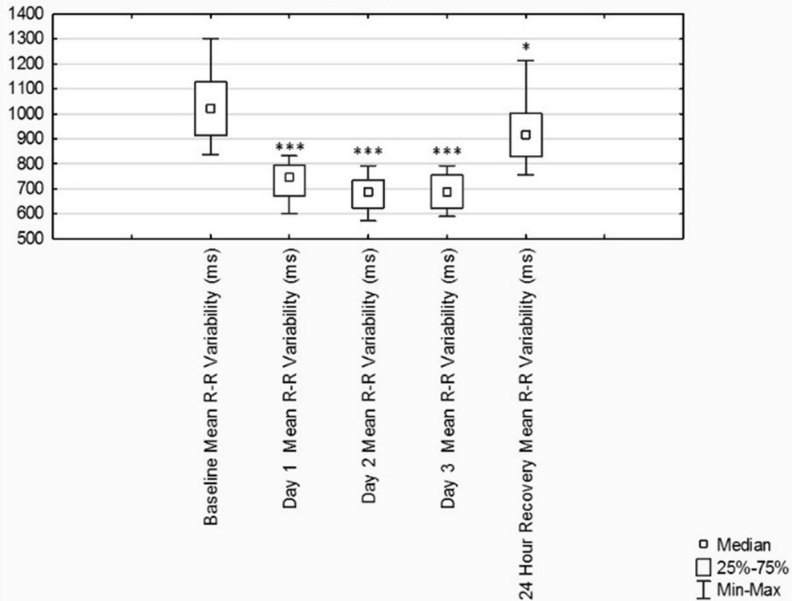 1400
1300
1200
1100
1000
900
800
700
600
500
*
***
***
***
Baseline Mean R-R Variability (ms)
Day 1 Mean R-R Variability (ms)
Day 2 Mean R-R Variability (ms)
Day 3 Mean R-R Variability (ms)
24 Hour Recovery Mean R-R Variability (ms)
Median
25%-75%
Min-Max